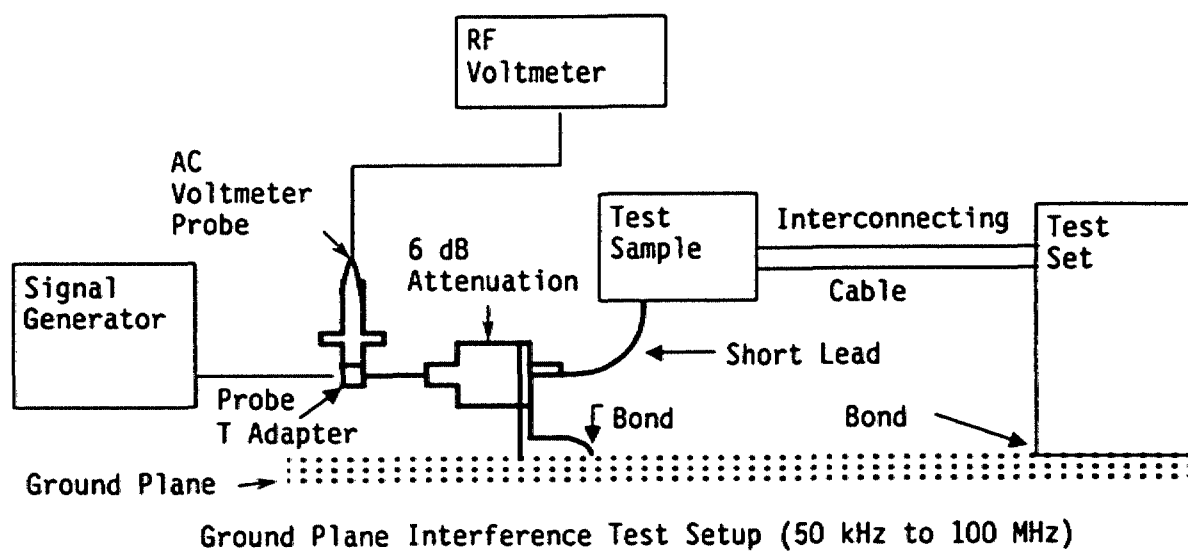 RF
Voltmeter
AC
Voltmeter
Probe
6 dB
Attenuation
Test
Sample
Interconnecting
Cable
Test
Set
Signal
Generator
Short Lead
Probe
T Adapter
Bond
Bond
Ground Plane
Ground Plane Interference Test Setup (50 kHz to 100 MHz)